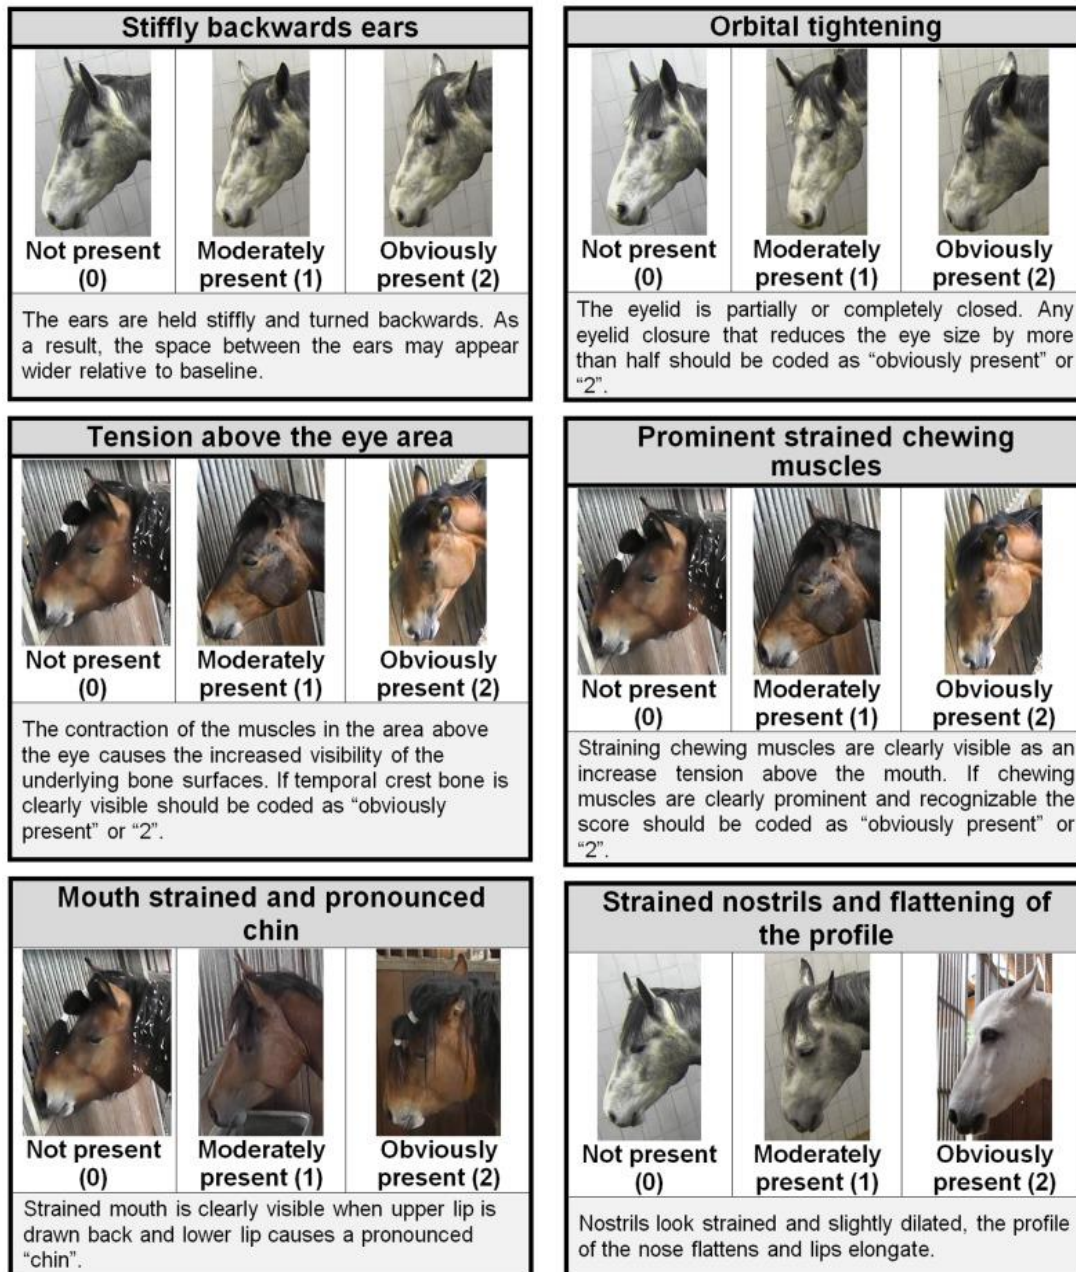 Stiffly backwards ears
Not present
(0)
Moderately
present (1)
Obviously
present (2)
The ears are held stiffly and turned backwards. As
a result, the space between the ears may appear
wider relative to baseline.
Orbital tightening
Not present
(0)
Moderately
present (1)
Obviously
present (2)
The eyelid is partially or completely closed. Any
eyelid closure that reduces the eye size by more
than half should be coded as “obviously present” or
“2”.
Tension above the eye area
Not present
(0)
Moderately
present (1)
Obviously
present (2)
The contraction of the muscles in the area above
the eye causes the increased visibility of the
underlying bone surfaces. If temporal crest bone is
clearly visible should be coded as “obviously
present” or “2”.
Prominent strained chewing
muscles
Not present
(0)
Moderately
present (1)
Obviously
present (2)
Straining chewing muscles are clearly visible as an
increase tension above the mouth. If chewing
muscles are clearly prominent and recognizable the
score should be coded as “obviously present” or
“2”.
Mouth strained and pronounced
chin
Not present
(0)
Moderately
present (1)
Obviously
present (2)
Strained mouth is clearly visible when upper lip is
drawn back and lower lip causes a pronounced
“chin”.
Strained nostrils and flattening of
the profile
Not present
(0)
Moderately
present (1)
Obviously
present (2)
Nostrils look strained and slightly dilated, the profile
of the nose flattens and lips elongate.